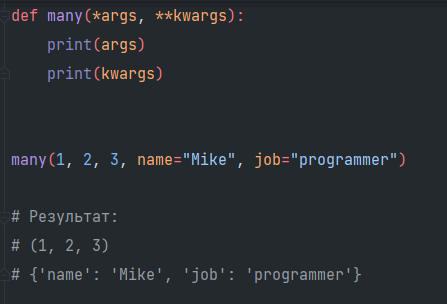 def many(*args, **kwargs):
    print(args)
    print(kwargs)
many(1, 2, 3, name="Mike", job="programmer")
# Результат:
# (1, 2, 3)
# {'name': 'Mike', 'job': 'programmer'}